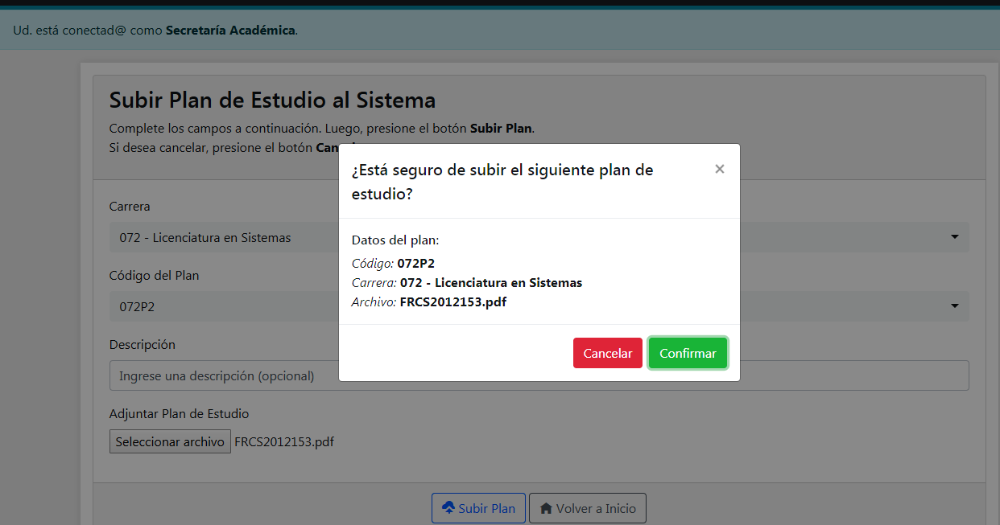 Ud. está conectad@ como Secretaría Académica.
Subir Plan de Estudio al Sistema
Complete los campos a continuación. Luego, presione el botón Subir Plan.
Si desea cancelar, presione el botón
¿Está seguro de subir el siguiente plan de
estudio?
×
Datos del plan:
Código: 072P2
Carrera: 072 - Licenciatura en Sistemas
Archivo: FRCS2012153.pdf
Cancelar
Confirmar
Carrera
072 - Licenciatura en Sistemas
Código del Plan
072P2
Descripción
Ingrese una descripción (opcional)
Adjuntar Plan de Estudio
Seleccionar archivo FRCS2012153.pdf
Subir Plan
Volver a Inicio